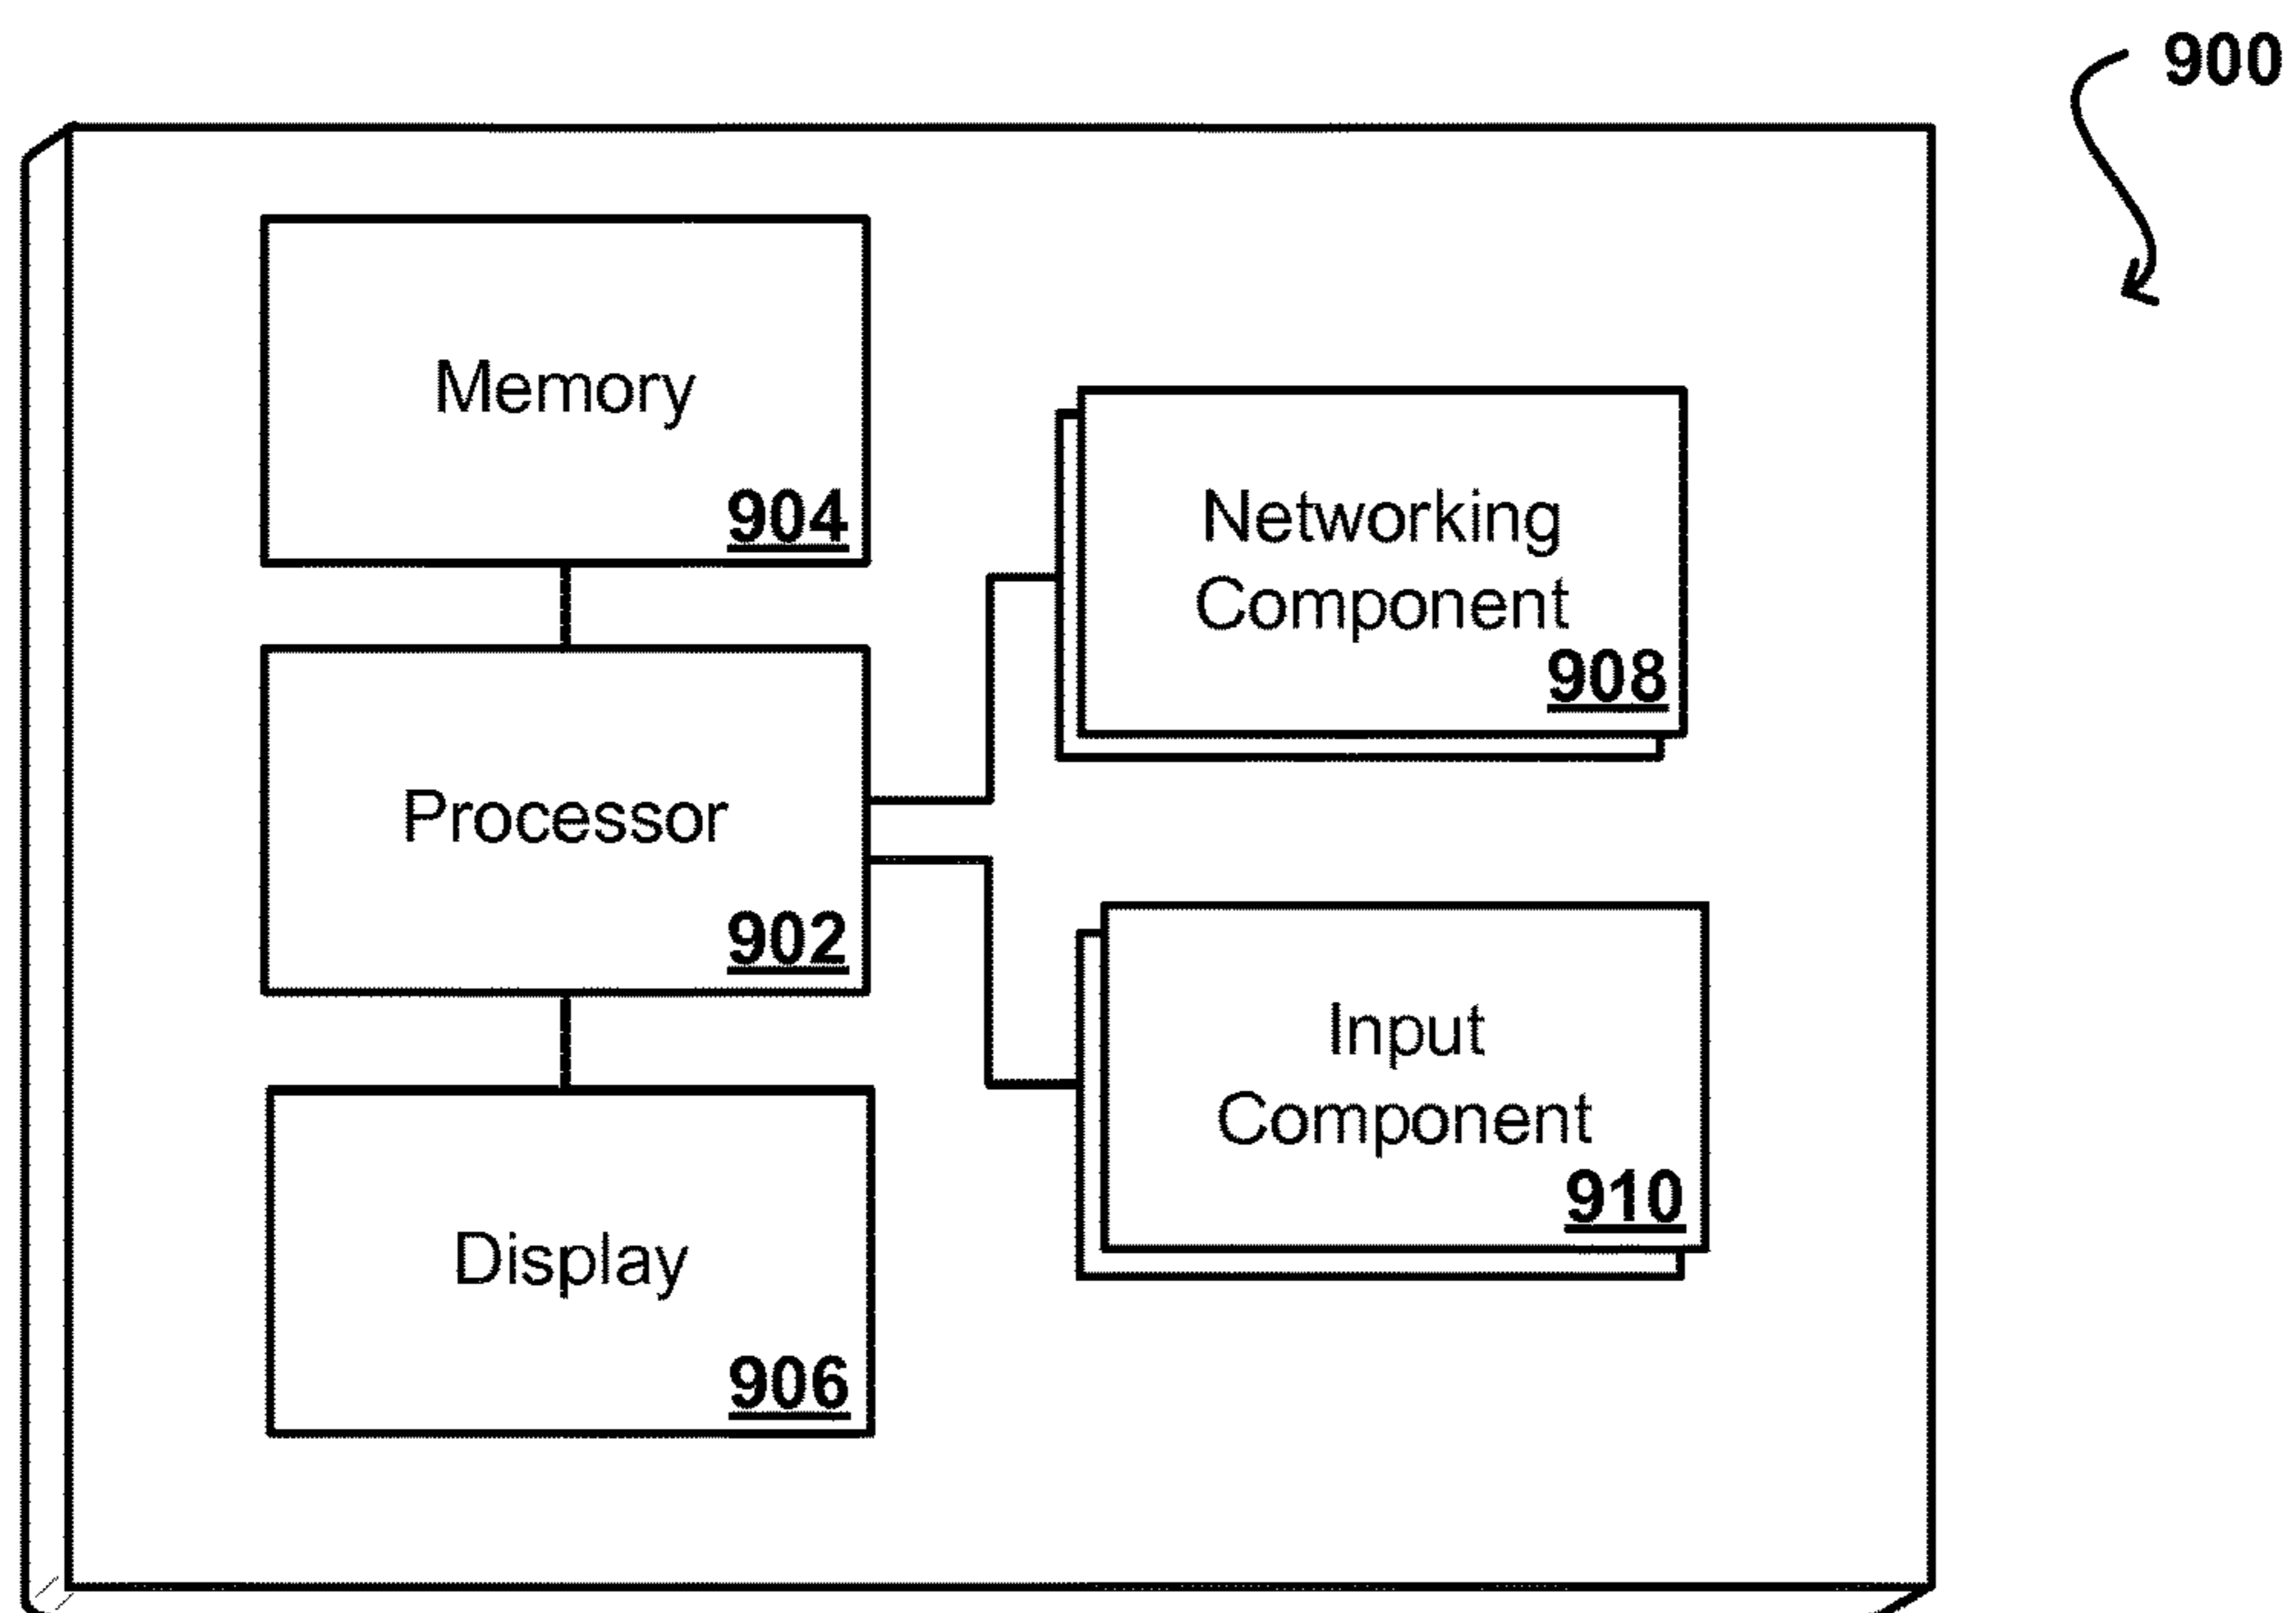 900
Memory
904
Networking
Component
908
Processor
902
Input
Component
910
Display
906